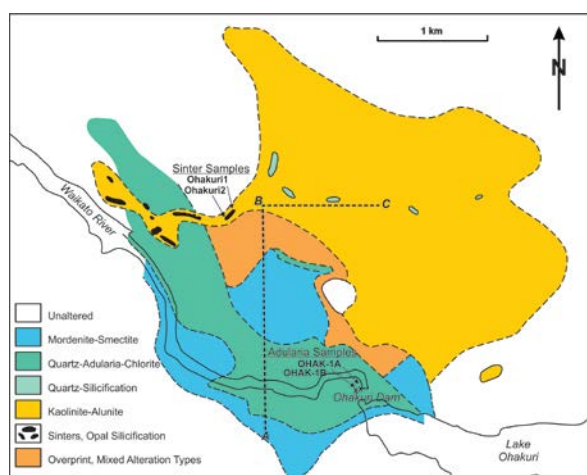 1 km
N
Sinter Samples
Ohakuri1
Ohakuri2
Waikato River
B
C
Unaltered
Mordenite-Smectite
Quartz-Adularia-Chlorite
Quartz-Silicification
Kaolinite-Alunite
Sinters, Opal Silicification
Overprint, Mixed Alteration Types
Adularia Samples
OHAK-1A
OHAK-1B
Ohakuri Dam
A
Lake
Ohakuri